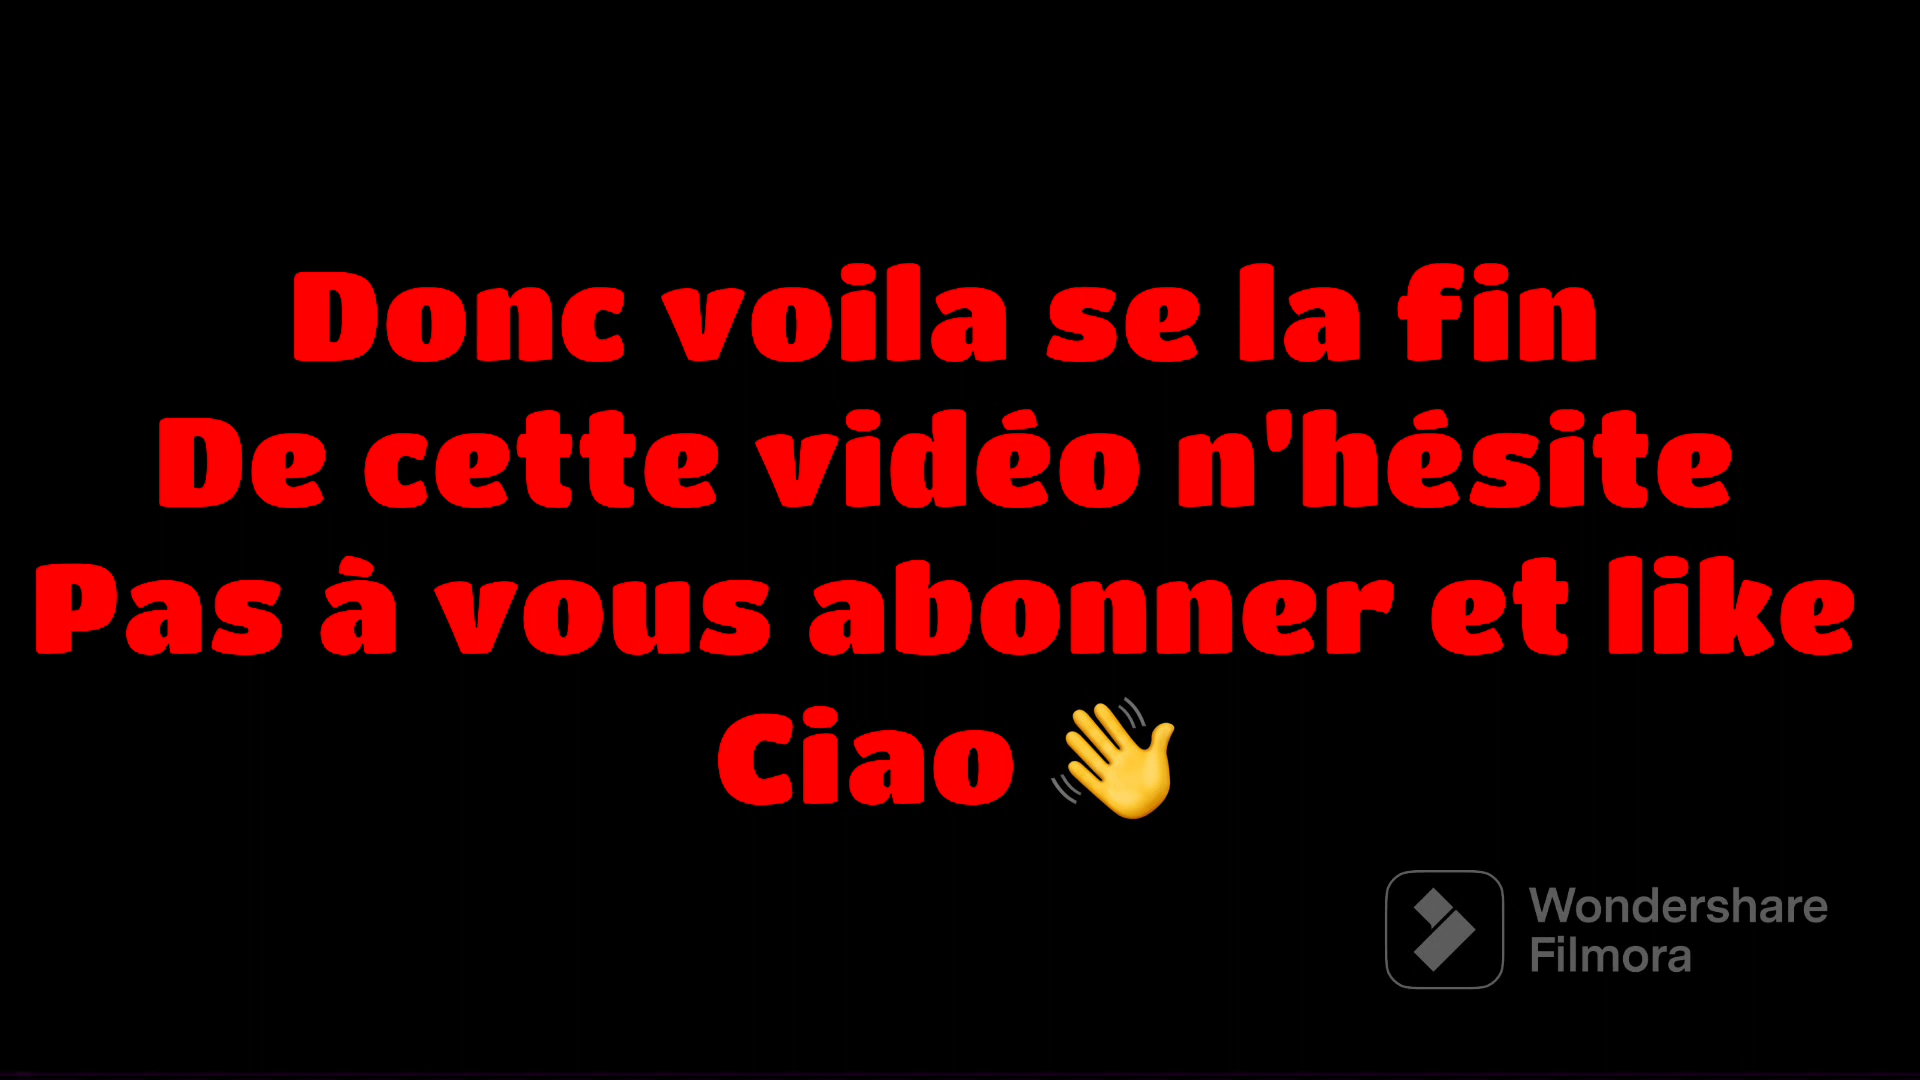 Donc voila se la fin
De cette vidéo n'hésite
Pas à vous abonner et like
Ciao 👋
Wondershare
Filmora